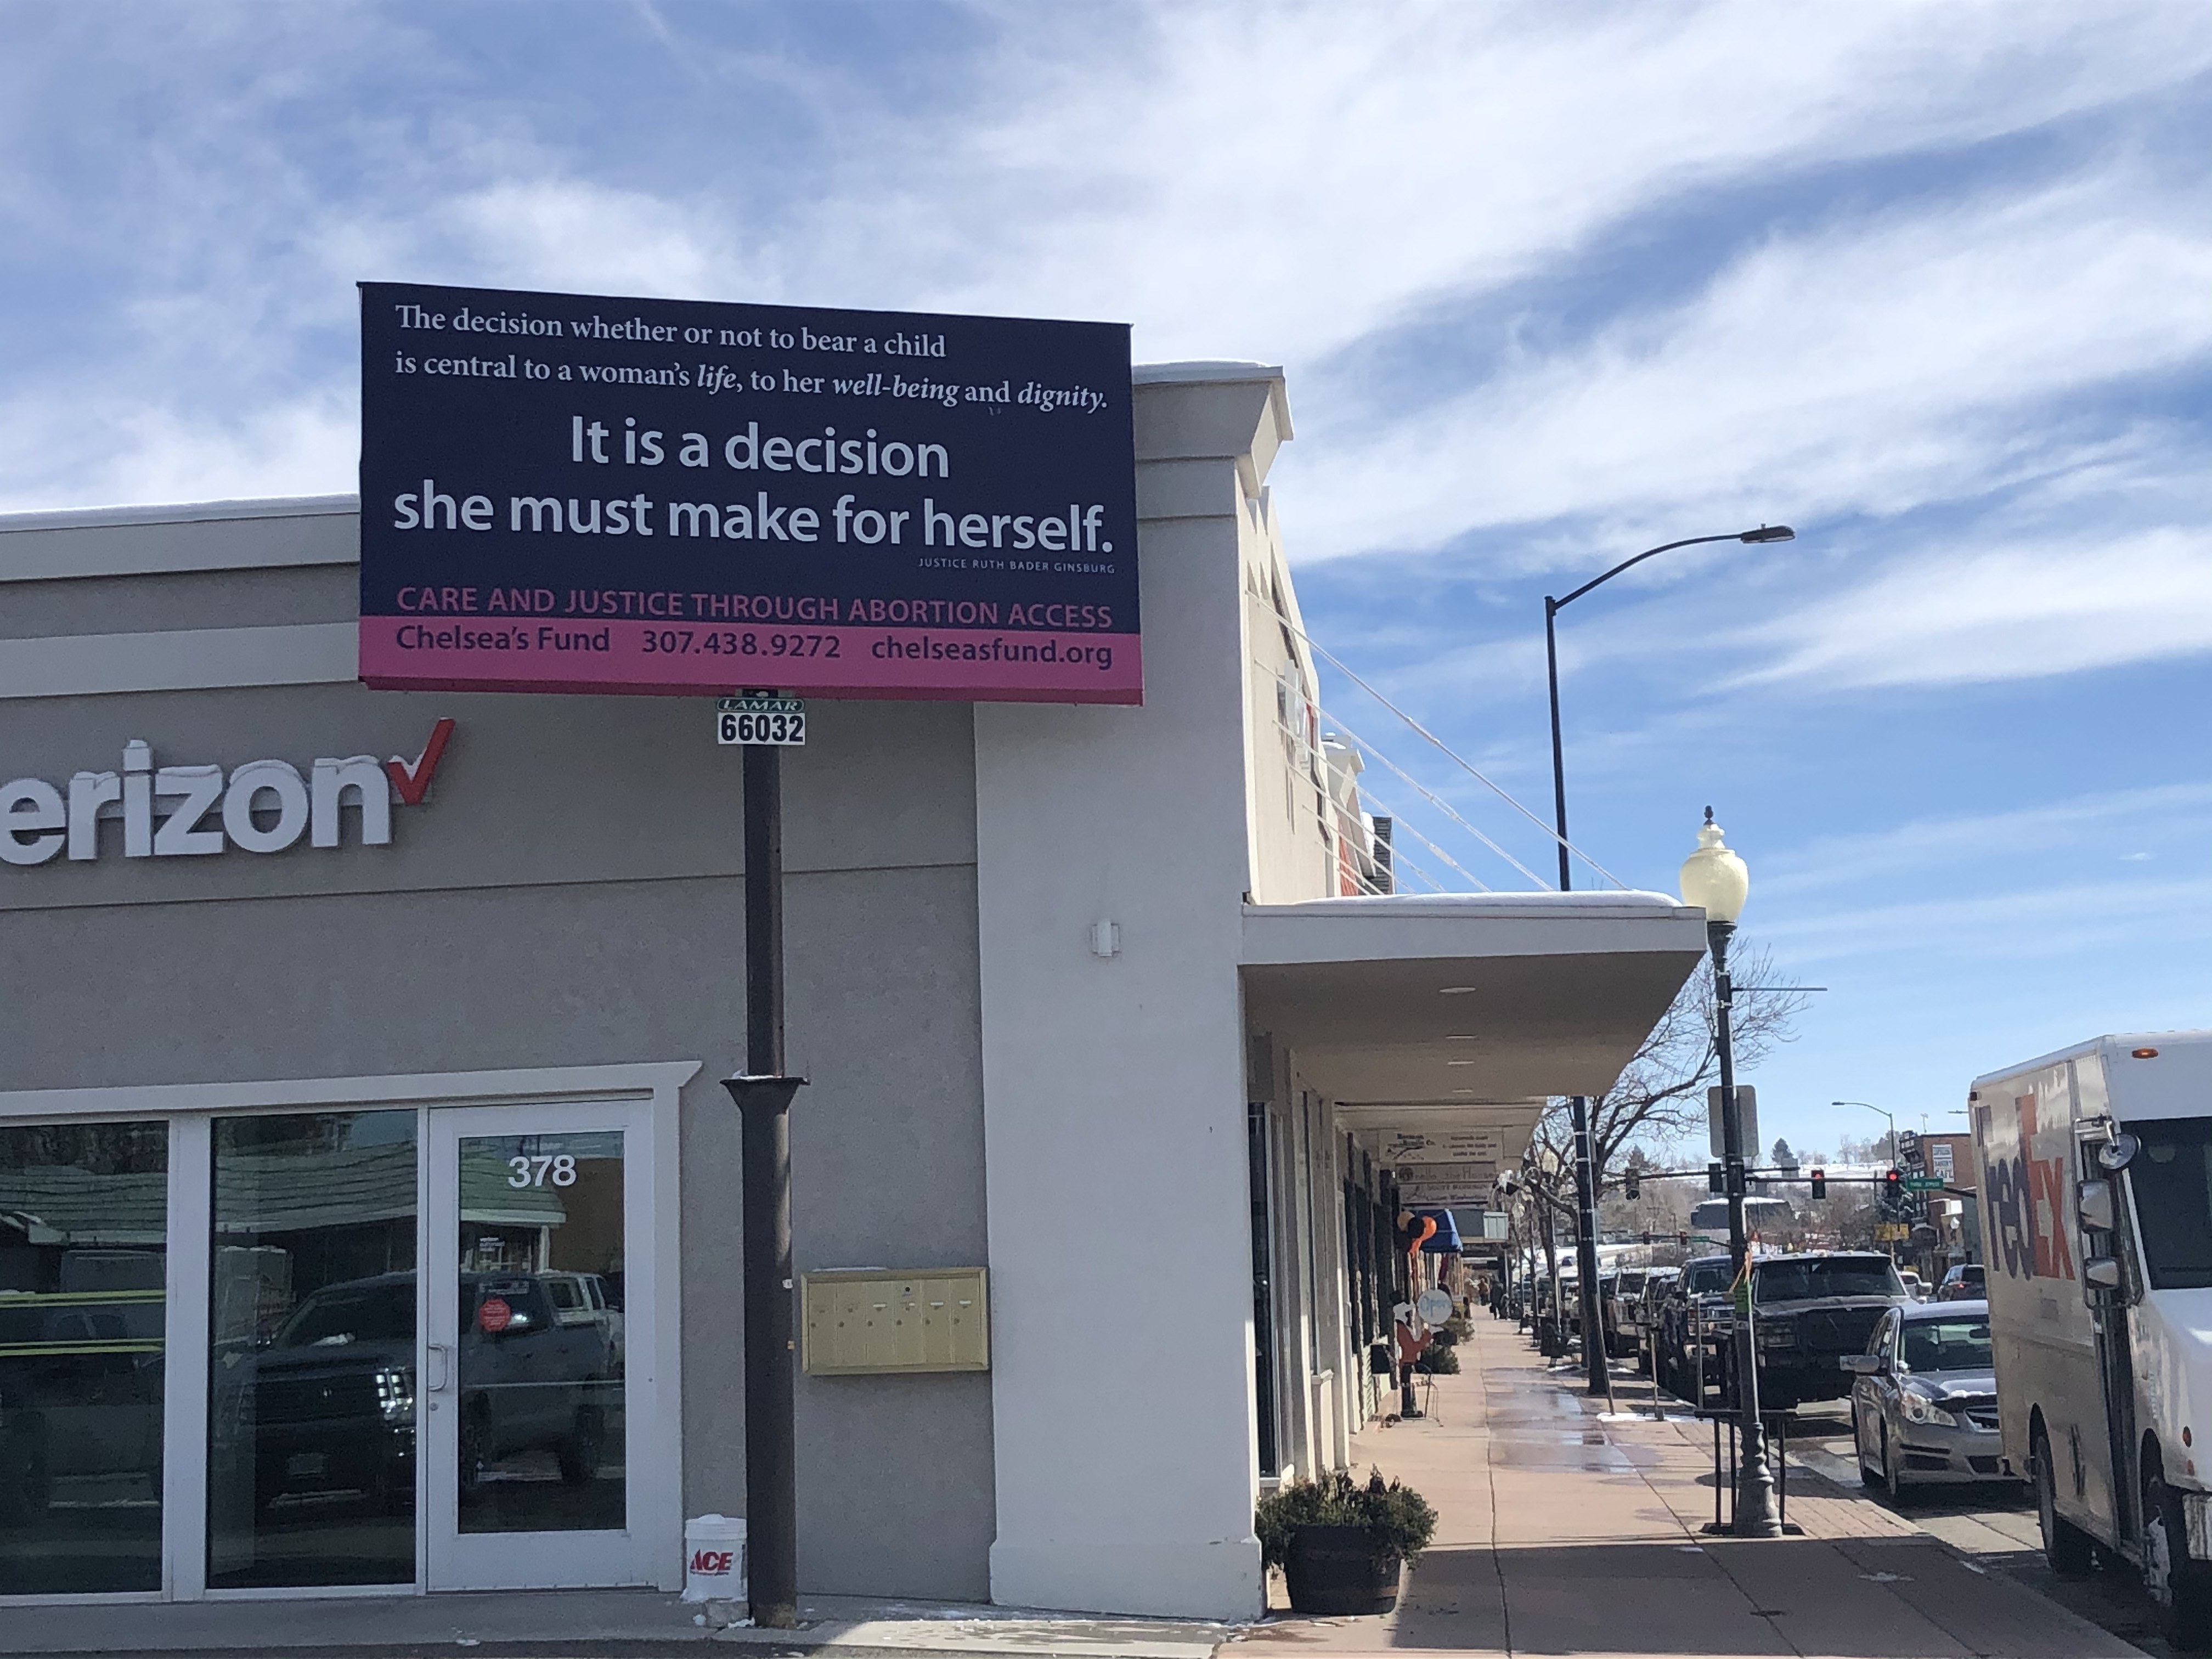 The decision whether or not to bear a child
is central to a woman's life, to her well-being and dignity.
It is a decision
she must make for herself.
JUSTICE RUTH BADER GINSBURG
CARE AND JUSTICE THROUGH ABORTION ACCESS
Chelsea's Fund 307.438.9272 chelseasfund.org
LAMAR
66032
erizon
378
ACE
Open
FedEx